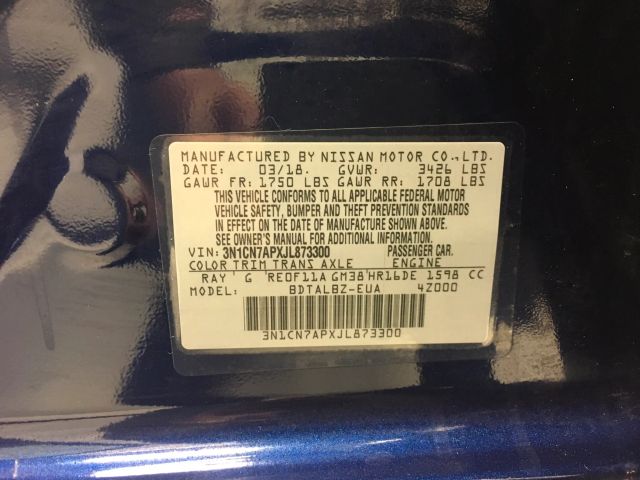 MANUFACTURED BY NISSAN MOTOR CO., LTD.
DATE: 03/18. GVWR: 3426 LBS
GAWR FR: 1750 LBS GAWR RR: 1708 LBS
THIS VEHICLE CONFORMS TO ALL APPLICABLE FEDERAL MOTOR
VEHICLE SAFETY, BUMPER AND THEFT PREVENTION STANDARDS
IN EFFECT ON THE DATE OF MANUFACTURE SHOWN ABOVE.
SEE OWNER'S MANUAL FOR ADDITIONAL INFORMATION.
VIN: 3N1CN7APXJL873300 PASSENGER CAR.
COLOR TRIM TRANS AXLE ENGINE
RAY G RE0F11A GM38 HR16DE 1598 CC
MODEL: BDTALBZ-EUA 4Z000
3N1CN7APXJL873300